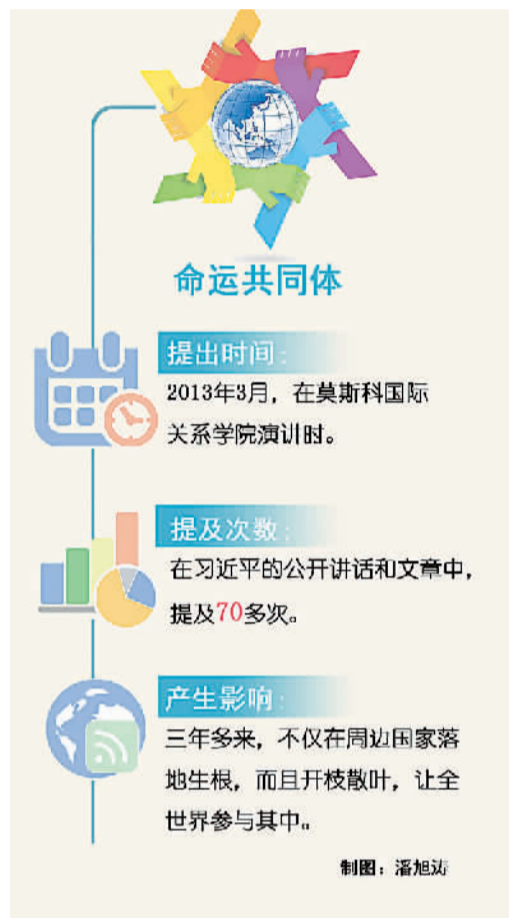 命运共同体
提出时间：
2013年3月，在莫斯科国际
关系学院演训时。
提及次数：
在习近平的公开讲话和文章中，
提及70多次。
产生影响：
三年多来，不仅在周边国家落
地生根，而且开枝散叶，让全
世界参与其中。
制图：潘旭涛